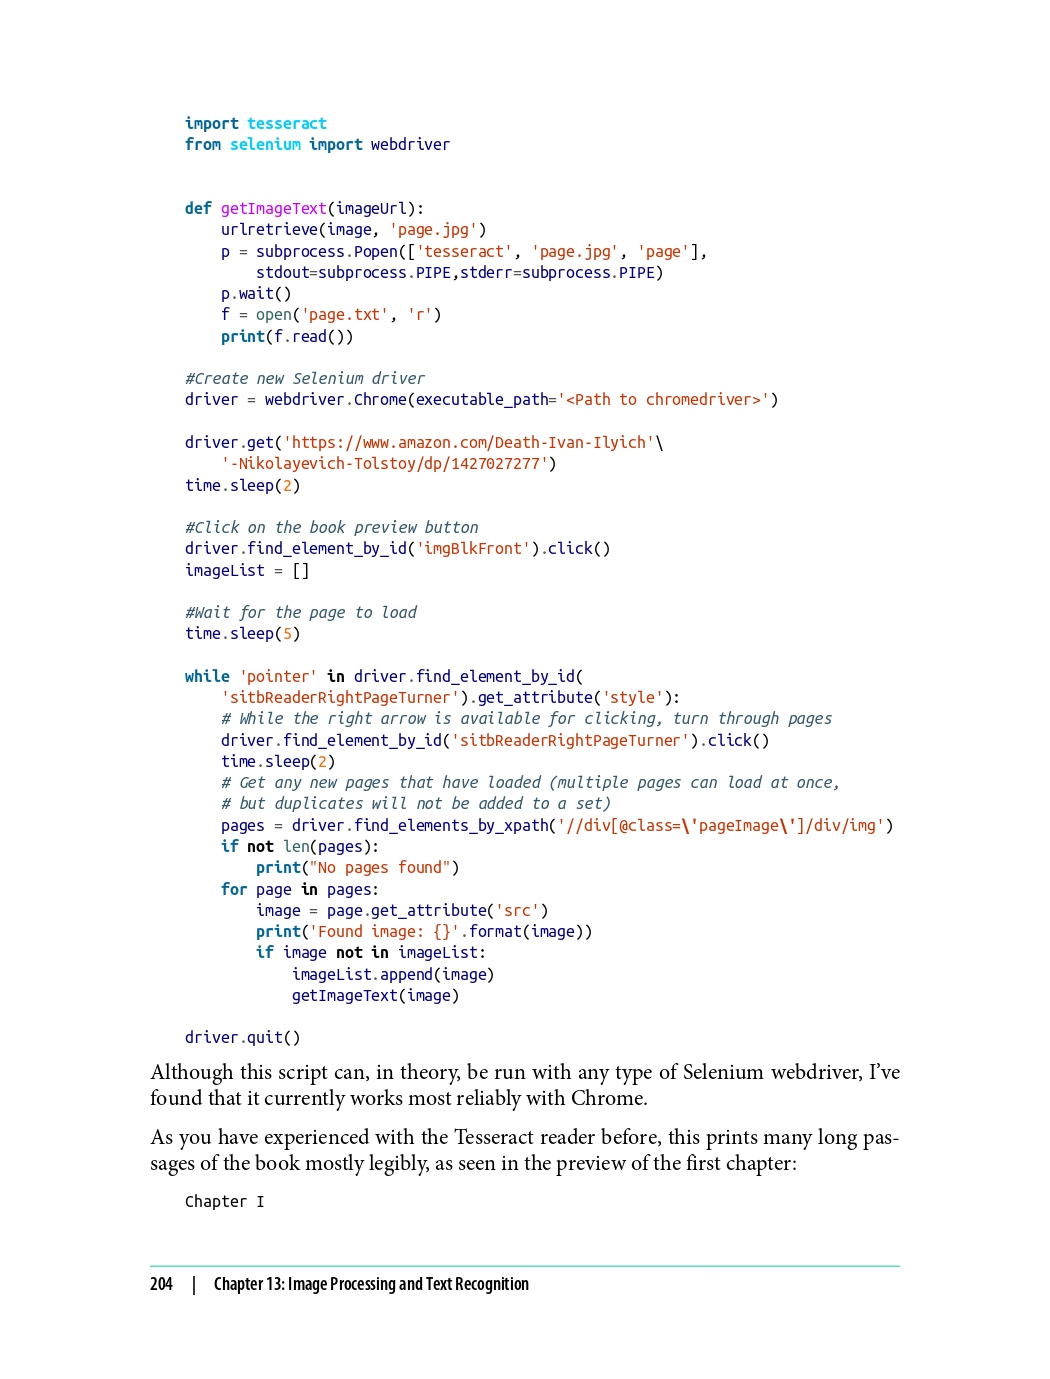 import tesseract
from selenium import webdriver
def getImageText(imageUrl):
    urlretrieve(image, 'page.jpg')
    p = subprocess.Popen(['tesseract', 'page.jpg', 'page'],
        stdout=subprocess.PIPE,stderr=subprocess.PIPE)
    p.wait()
    f = open('page.txt', 'r')
    print(f.read())
#Create new Selenium driver
driver = webdriver.Chrome(executable_path='<Path to chromedriver>')
driver.get('https://www.amazon.com/Death-Ivan-Ilyich'\
    '-Nikolayevich-Tolstoy/dp/1427027277')
time.sleep(2)
#Click on the book preview button
driver.find_element_by_id('imgBlkFront').click()
imageList = []
#Wait for the page to load
time.sleep(5)
while 'pointer' in driver.find_element_by_id(
    'sitbReaderRightPageTurner').get_attribute('style'):
    # While the right arrow is available for clicking, turn through pages
    driver.find_element_by_id('sitbReaderRightPageTurner').click()
    time.sleep(2)
    # Get any new pages that have loaded (multiple pages can load at once,
    # but duplicates will not be added to a set)
    pages = driver.find_elements_by_xpath('//div[@class=\'pageImage\']/div/img')
    if not len(pages):
        print("No pages found")
    for page in pages:
        image = page.get_attribute('src')
        print('Found image: {}'.format(image))
        if image not in imageList:
            imageList.append(image)
            getImageText(image)
driver.quit()
Although this script can, in theory, be run with any type of Selenium webdriver, I’ve
found that it currently works most reliably with Chrome.
As you have experienced with the Tesseract reader before, this prints many long pas-
sages of the book mostly legibly, as seen in the preview of the first chapter:
Chapter I
204 | Chapter 13: Image Processing and Text Recognition